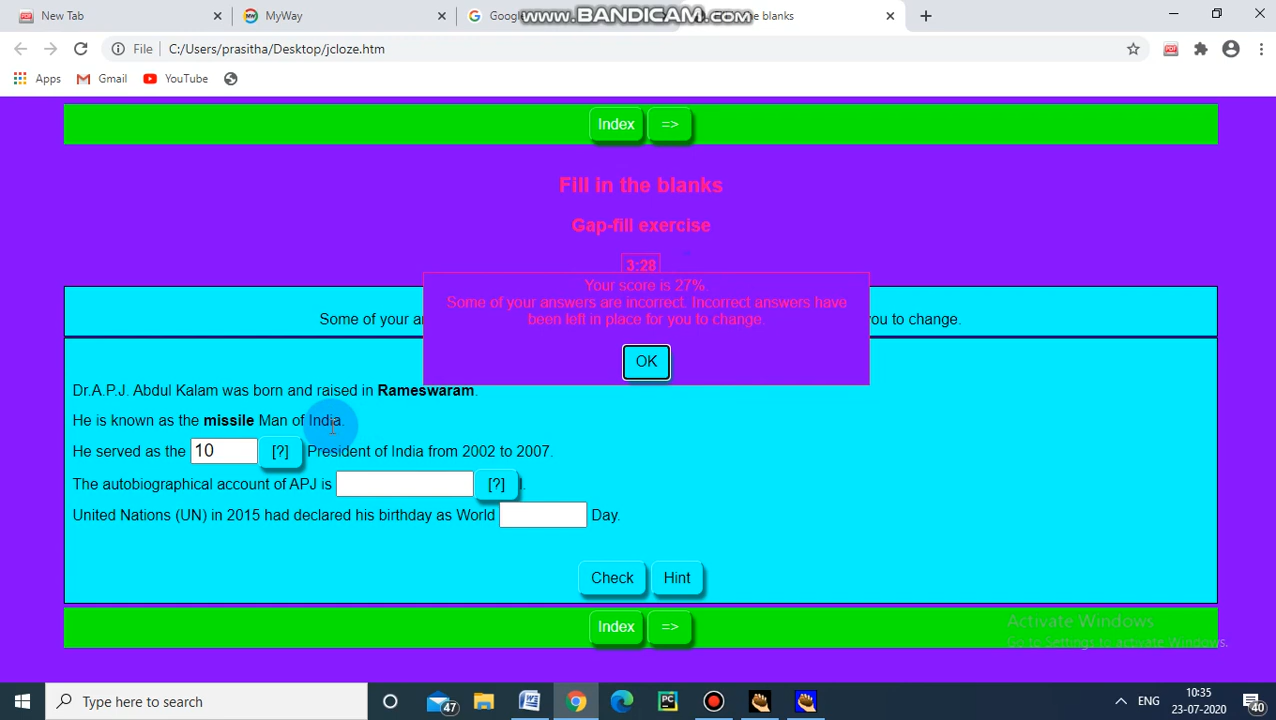 New Tab
MyWay
Goog
www.BANDICAM.com
e blanks
File C:/Users/prasitha/Desktop/jcloze.htm
Apps Gmail YouTube
Index =>
Fill in the blanks
Gap-fill exercise
3:28
Your score is 27%.
Some of your answers are incorrect. Incorrect answers have
been left in place for you to change.
OK
Some of your an
you to change.
Dr.A.P.J. Abdul Kalam was born and raised in Rameswaram.
He is known as the missile Man of India.
He served as the 10 [?] President of India from 2002 to 2007.
The autobiographical account of APJ is [?] .
United Nations (UN) in 2015 had declared his birthday as World Day.
Check Hint
Index =>
Activate Windows
Go to Settings to activate Windows.
Type here to search
47
ENG
10:35
23-07-2020
40